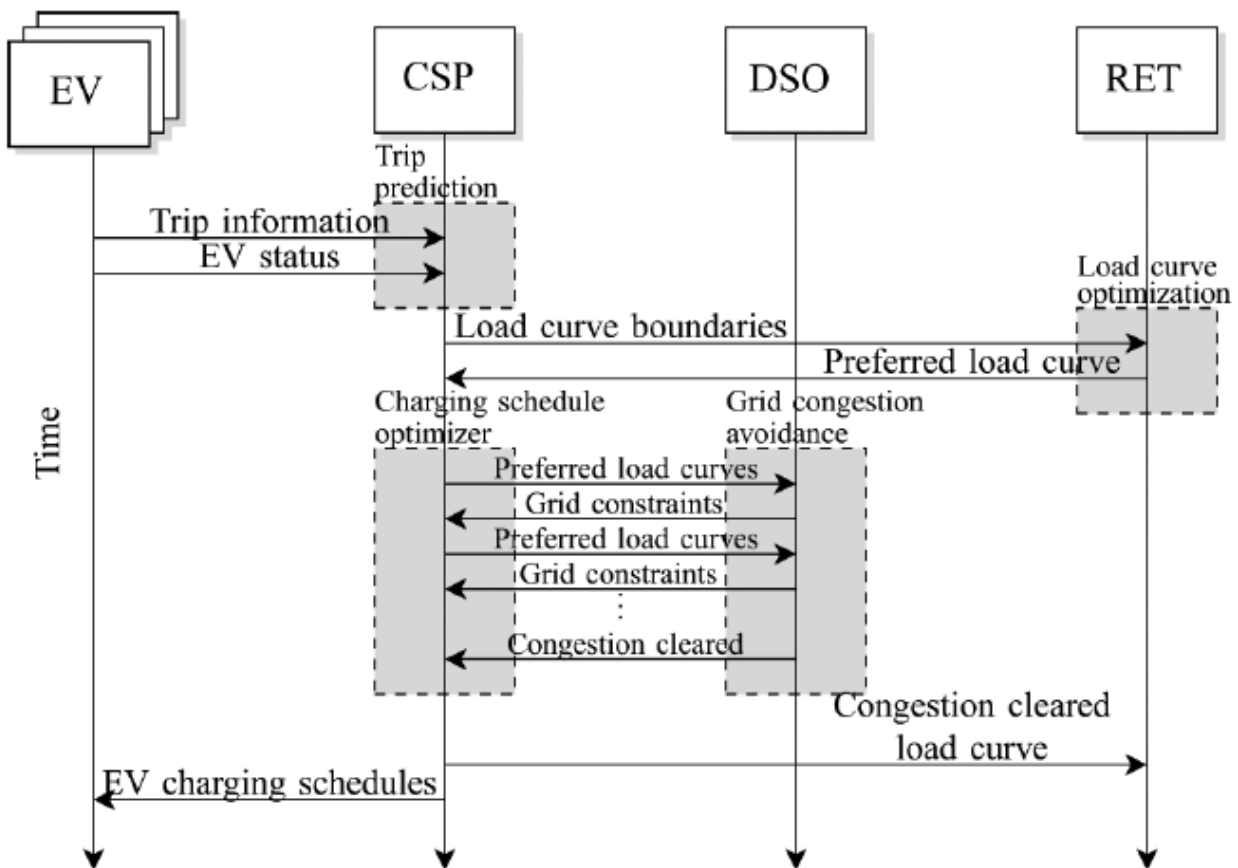 EV
CSP
DSO
RET
Trip
prediction
Trip information
EV status
Load curve
optimization
Load curve boundaries
Preferred load curve
Charging schedule
optimizer
Grid congestion
avoidance
Time
Preferred load curves
Grid constraints
Preferred load curves
Grid constraints
⋮
Congestion cleared
Congestion cleared
load curve
EV charging schedules